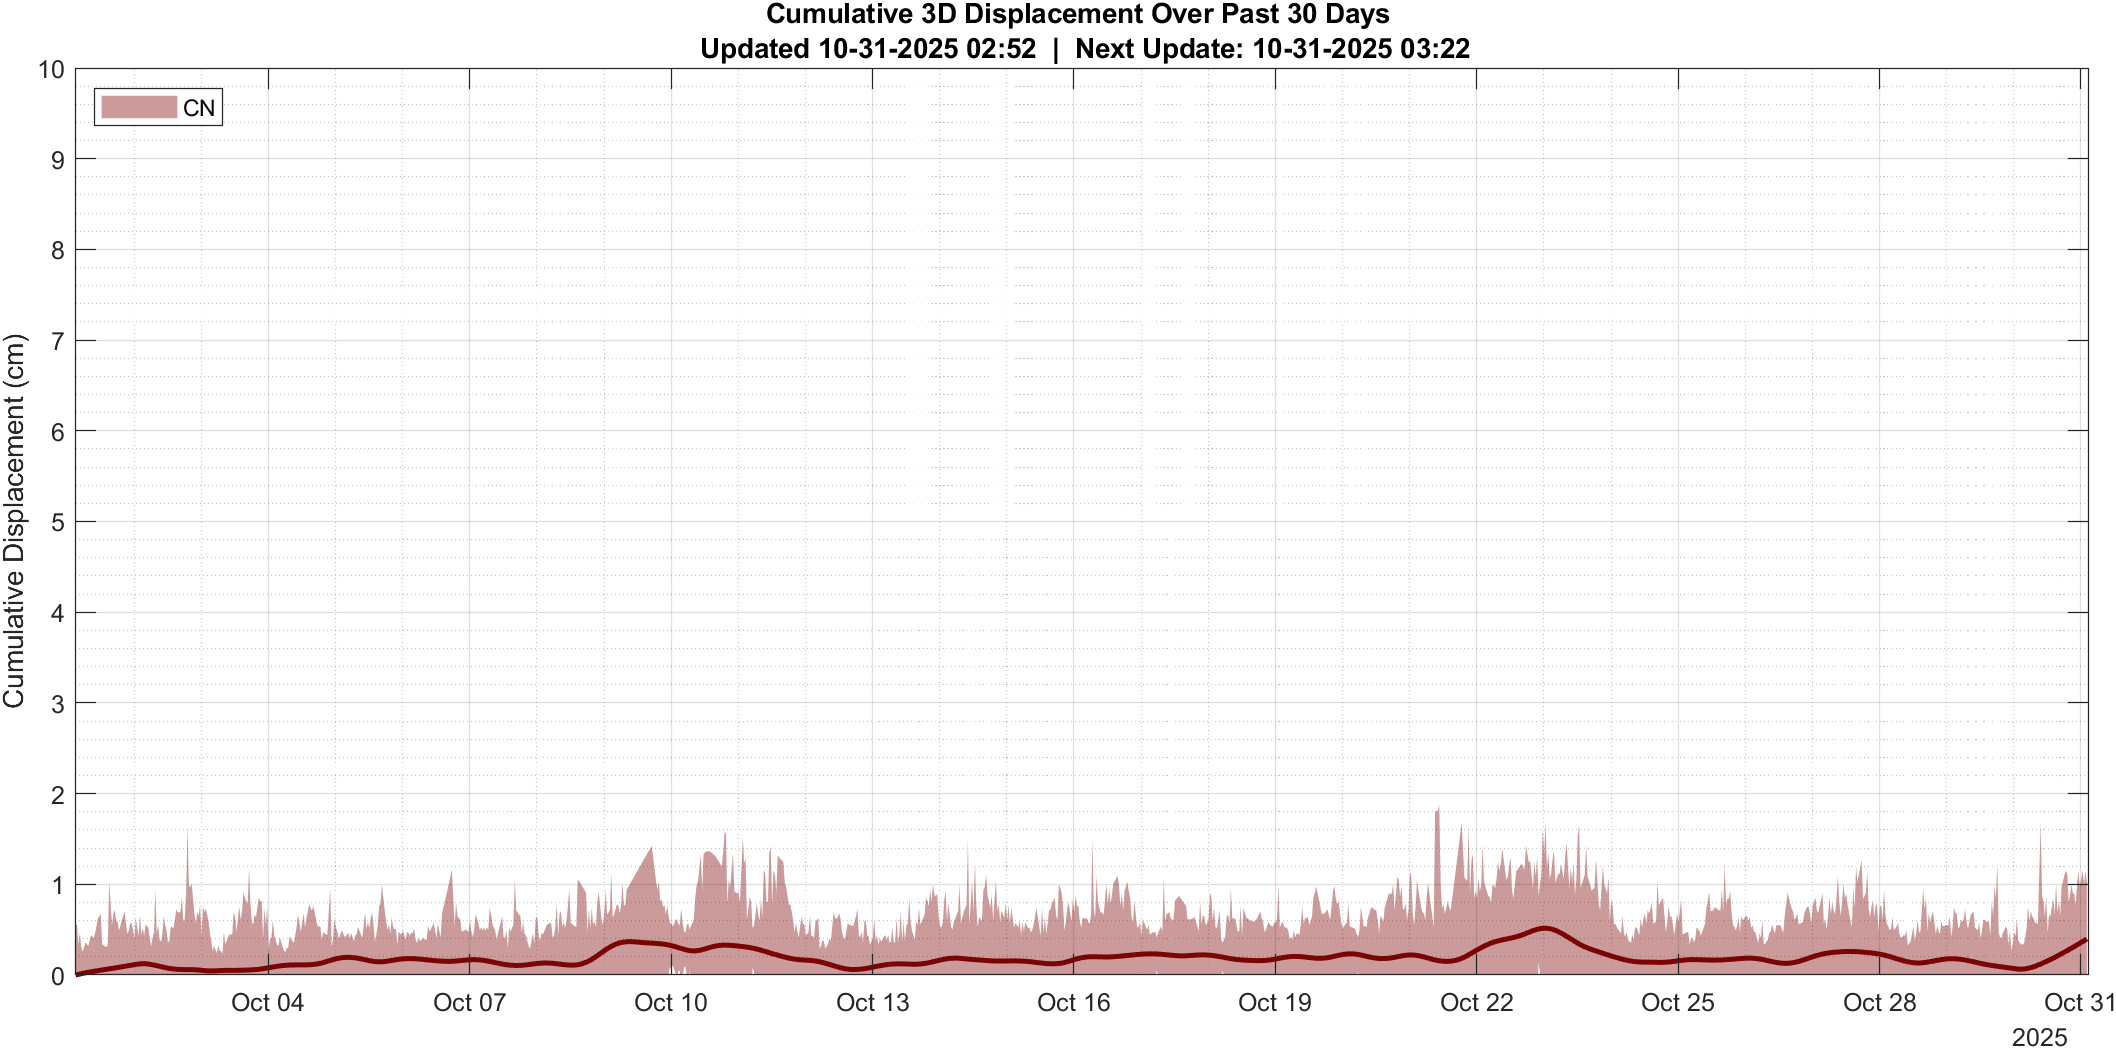 Cumulative 3D Displacement Over Past 30 Days
Updated 10-31-2025 02:52 | Next Update: 10-31-2025 03:22
CN
Cumulative Displacement (cm)
10
9
8
7
6
5
4
3
2
1
0
Oct 04 Oct 07 Oct 10 Oct 13 Oct 16 Oct 19 Oct 22 Oct 25 Oct 28 Oct 31
2025